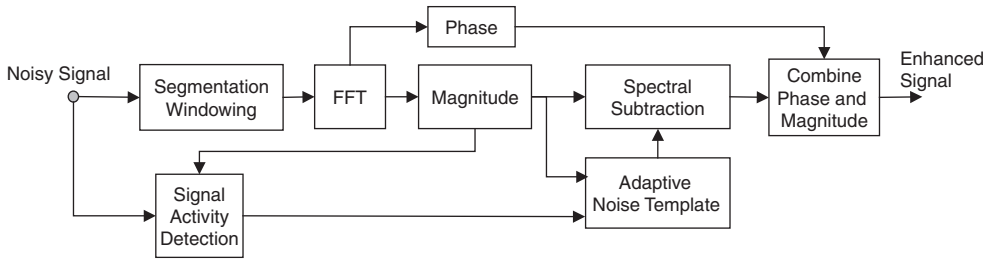 Phase
Noisy Signal
Segmentation
Windowing
FFT
Magnitude
Spectral
Subtraction
Combine
Phase and
Magnitude
Enhanced
Signal
Signal
Activity
Detection
Adaptive
Noise Template